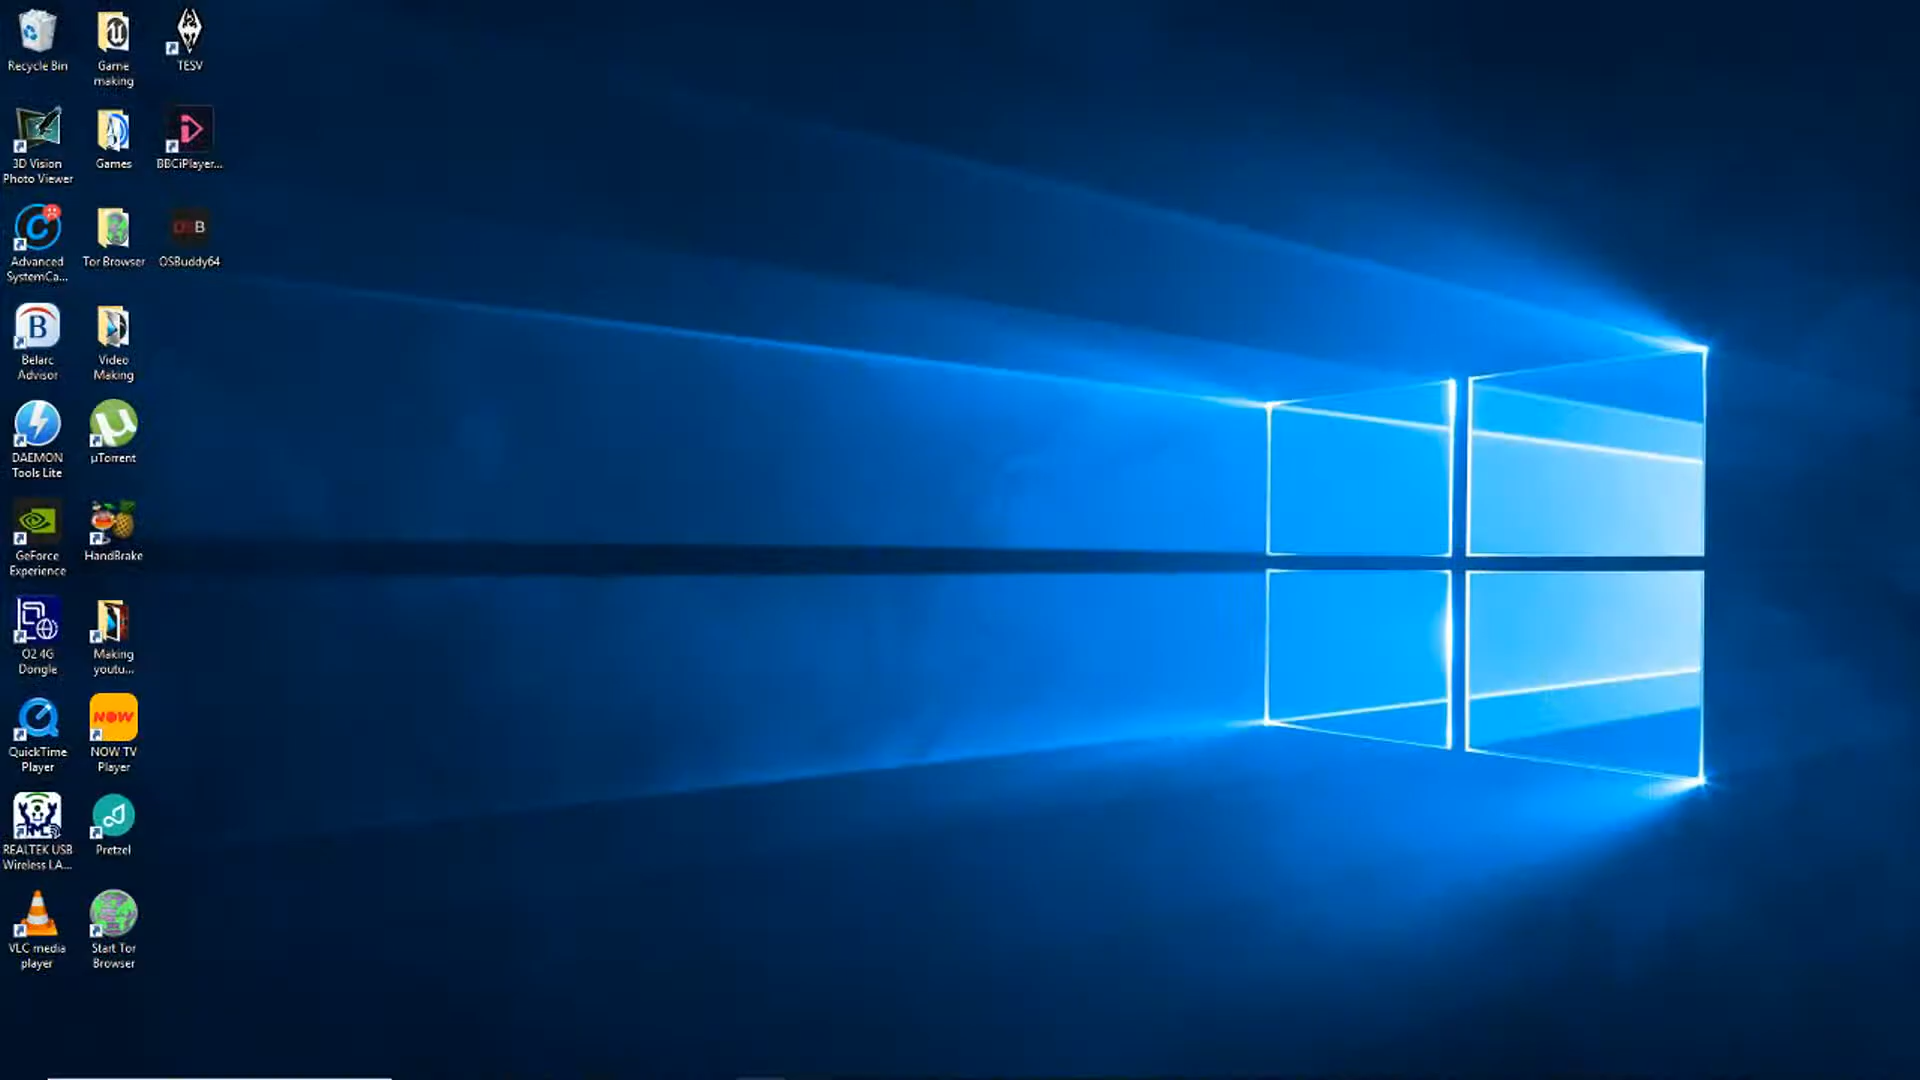 Recycle Bin
3D Vision
Photo Viewer
Advanced
SystemCa...
B
Belarc
Advisor
DAEMON
Tools Lite
GeForce
Experience
O2 4G
Dongle
QuickTime
Player
REALTEK USB
Wireless LA...
VLC media
player
Game
making
Games
Tor Browser
Video
Making
µ
µTorrent
HandBrake
Making
youtu...
NOW
NOW TV
Player
Pretzel
Start Tor
Browser
TESV
BBCiPlayer...
OSB
OSBuddy64